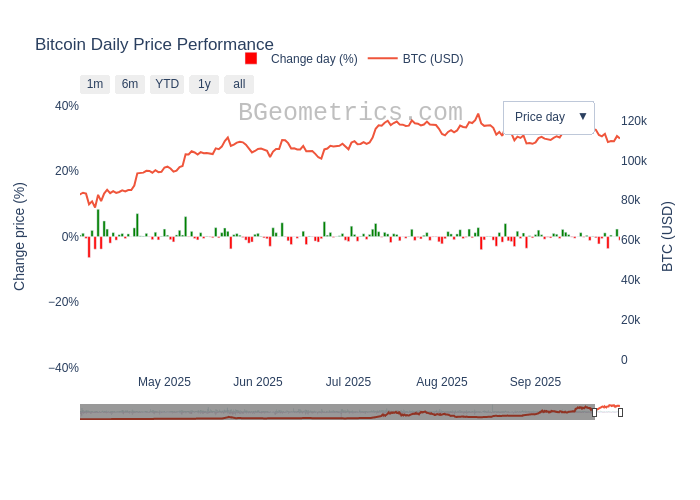 Bitcoin Daily Price Performance
Change day (%)
BTC (USD)
1m
6m
YTD
1y
all
BGeometrics.com
Price day ▼
40%
20%
0%
−20%
−40%
Change price (%)
120k
100k
80k
60k
40k
20k
0
BTC (USD)
May 2025
Jun 2025
Jul 2025
Aug 2025
Sep 2025